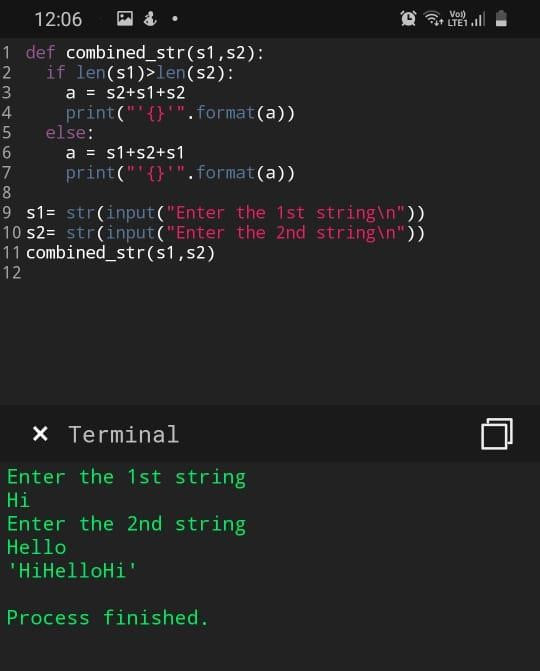 12:06 Vo) LTE1
1 def combined_str(s1,s2):
2 if len(s1)>len(s2):
3 a = s2+s1+s2
4 print("'{}'".format(a))
5 else:
6 a = s1+s2+s1
7 print("'{}'".format(a))
8
9 s1= str(input("Enter the 1st string\n"))
10 s2= str(input("Enter the 2nd string\n"))
11 combined_str(s1,s2)
12
× Terminal
Enter the 1st string
Hi
Enter the 2nd string
Hello
'HiHelloHi'
Process finished.